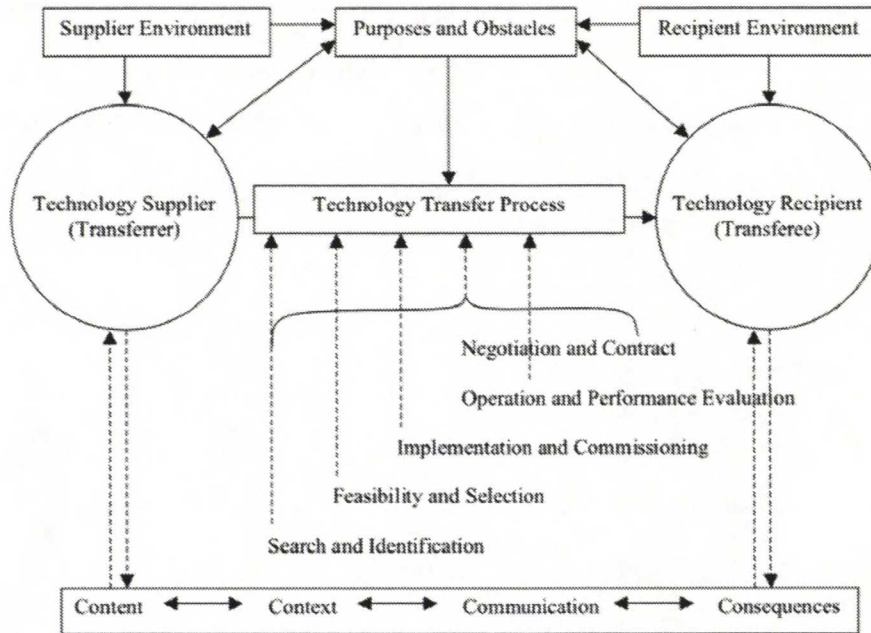 Supplier Environment
Purposes and Obstacles
Recipient Environment
Technology Supplier
(Transferrer)
Technology Transfer Process
Technology Recipient
(Transferee)
Negotiation and Contract
Operation and Performance Evaluation
Implementation and Commissioning
Feasibility and Selection
Search and Identification
Content
Context
Communication
Consequences